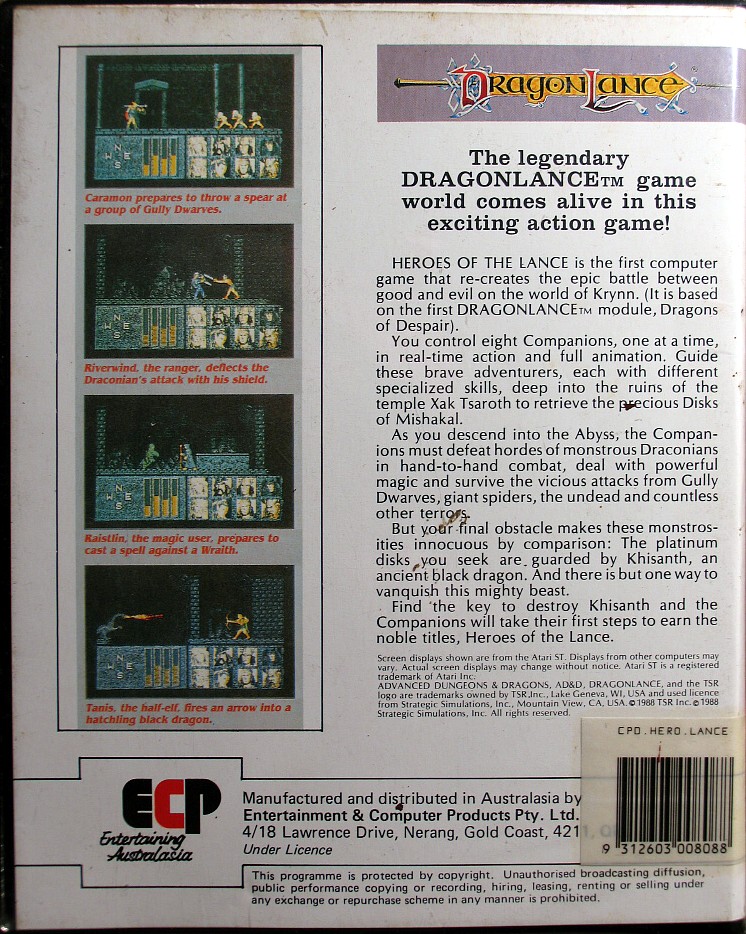 Caramon prepares to throw a spear at
a group of Gully Dwarves.
Riverwind, the ranger, deflects the
Draconian's attack with his shield.
Raistlin, the magic user, prepares to
cast a spell against a Wraith.
Tanis, the half-elf, fires an arrow into a
hatchling black dragon.
DRAGONLANCE
The legendary
DRAGONLANCE™ game
world comes alive in this
exciting action game!
HEROES OF THE LANCE is the first computer
game that re-creates the epic battle between
good and evil on the world of Krynn. (It is based
on the first DRAGONLANCE™ module, Dragons
of Despair).
You control eight Companions, one at a time,
in real-time action and full animation. Guide
these brave adventurers, each with different
specialized skills, deep into the ruins of the
temple Xak Tsaroth to retrieve the precious Disks
of Mishakal.
As you descend into the Abyss, the Compan-
ions must defeat hordes of monstrous Draconians
in hand-to-hand combat, deal with powerful
magic and survive the vicious attacks from Gully
Dwarves, giant spiders, the undead and countless
other terrors.
But your final obstacle makes these monstros-
ities innocuous by comparison: The platinum
disks you seek are guarded by Khisanth, an
ancient black dragon. And there is but one way to
vanquish this mighty beast.
Find the key to destroy Khisanth and the
Companions will take their first steps to earn the
noble titles, Heroes of the Lance.
Screen displays shown are from the Atari ST. Displays from other computers may
vary. Actual screen displays may change without notice. Atari ST is a registered
trademark of Atari Inc.
ADVANCED DUNGEONS & DRAGONS, AD&D, DRAGONLANCE, and the TSR
logo are trademarks owned by TSR,Inc., Lake Geneva, WI, USA and used licence
from Strategic Simulations, Inc., Mountain View, CA, USA. ©1988 TSR Inc. ©1988
Strategic Simulations, Inc. All rights reserved.
CPD.HERO.LANCE
9 312603 008088
ECP
Entertaining
Australasia
Manufactured and distributed in Australasia by
Entertainment & Computer Products Pty. Ltd.
4/18 Lawrence Drive, Nerang, Gold Coast, 4211,
Under Licence
This programme is protected by copyright. Unauthorised broadcasting diffusion,
public performance copying or recording, hiring, leasing, renting or selling under
any exchange or repurchase scheme in any manner is prohibited.